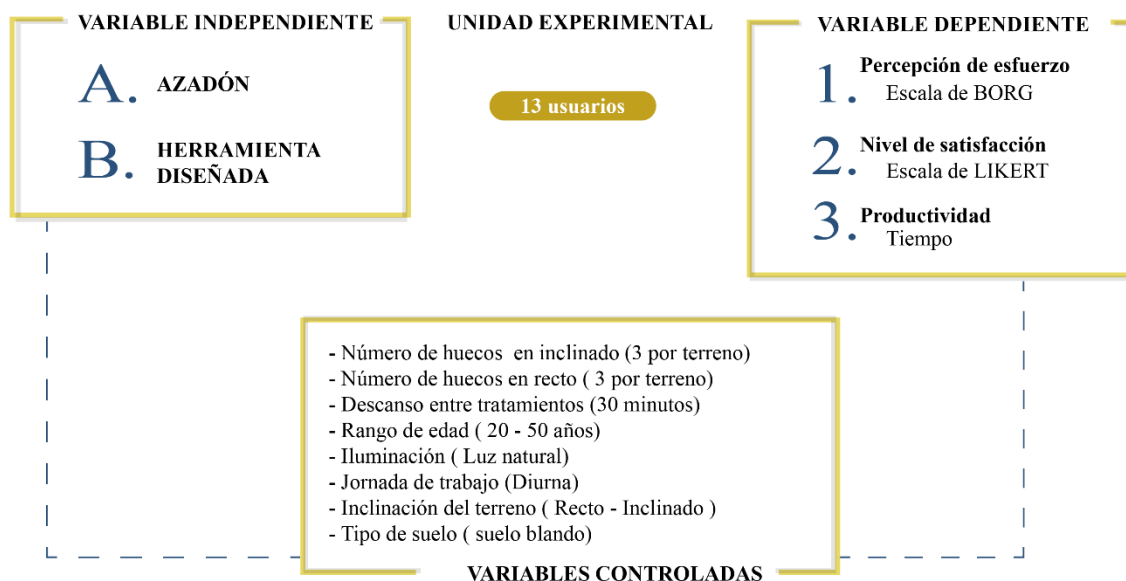 VARIABLE INDEPENDIENTE
A. AZADÓN
B. HERRAMIENTA
DISEÑADA
UNIDAD EXPERIMENTAL
13 usuarios
VARIABLE DEPENDIENTE
1. Percepción de esfuerzo
Escala de BORG
2. Nivel de satisfacción
Escala de LIKERT
3. Productividad
Tiempo
- Número de huecos en inclinado (3 por terreno)
- Número de huecos en recto ( 3 por terreno)
- Descanso entre tratamientos (30 minutos)
- Rango de edad ( 20 - 50 años)
- Iluminación ( Luz natural)
- Jornada de trabajo (Diurna)
- Inclinación del terreno ( Recto - Inclinado )
- Tipo de suelo ( suelo blando)
VARIABLES CONTROLADAS